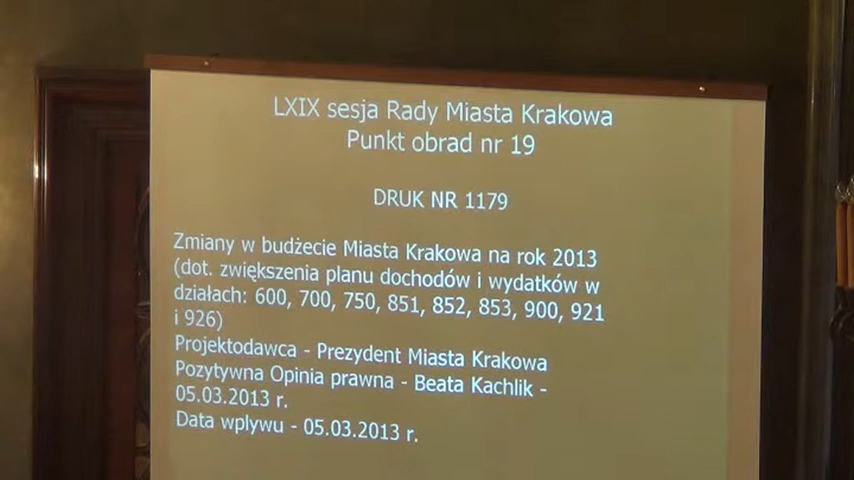 LXIX sesja Rady Miasta Krakowa
Punkt obrad nr 19
DRUK NR 1179
Zmiany w budżecie Miasta Krakowa na rok 2013
(dot. zwiększenia planu dochodów i wydatków w
działach: 600, 700, 750, 851, 852, 853, 900, 921
i 926)
Projektodawca - Prezydent Miasta Krakowa
Pozytywna Opinia prawna - Beata Kachlik -
05.03.2013 r.
Data wpływu - 05.03.2013 r.